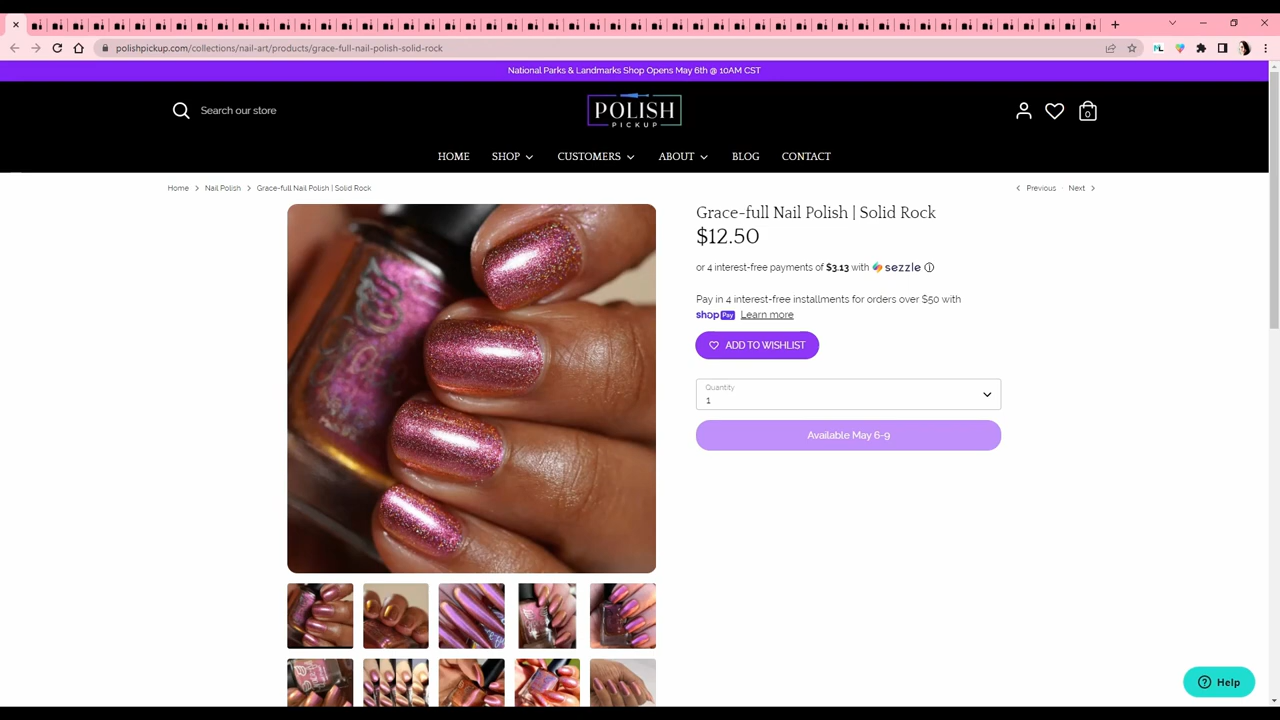 polishpickup.com/collections/nail-art/products/grace-full-nail-polish-solid-rock
National Parks & Landmarks Shop Opens May 6th @ 10AM CST
Search our store
POLISH
PICKUP
0
HOME SHOP CUSTOMERS ABOUT BLOG CONTACT
Home > Nail Polish > Grace-full Nail Polish | Solid Rock
< Previous · Next >
Grace-full Nail Polish | Solid Rock
$12.50
or 4 interest-free payments of $3.13 with sezzle
Pay in 4 interest-free installments for orders over $50 with
shop Pay Learn more
ADD TO WISHLIST
Quantity
1
Available May 6-9
Help